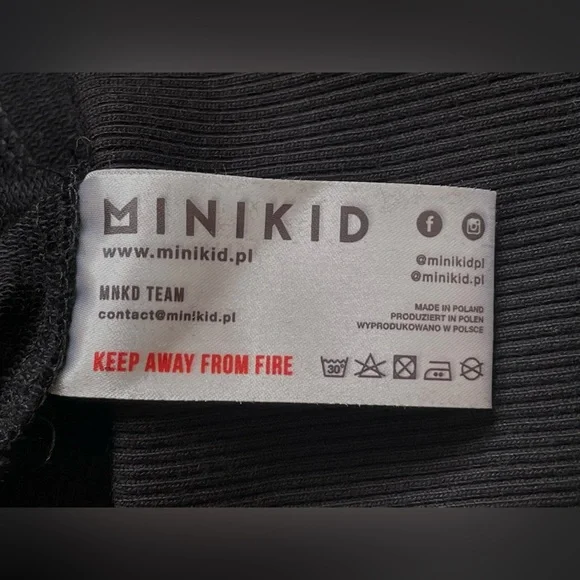 MINIKID
www.minikid.pl
@minikidpl
@minikid.pl
MNKD TEAM
contact@minikid.pl
MADE IN POLAND
PRODUZIERT IN POLEN
WYPRODUKOWANO W POLSCE
KEEP AWAY FROM FIRE
30°